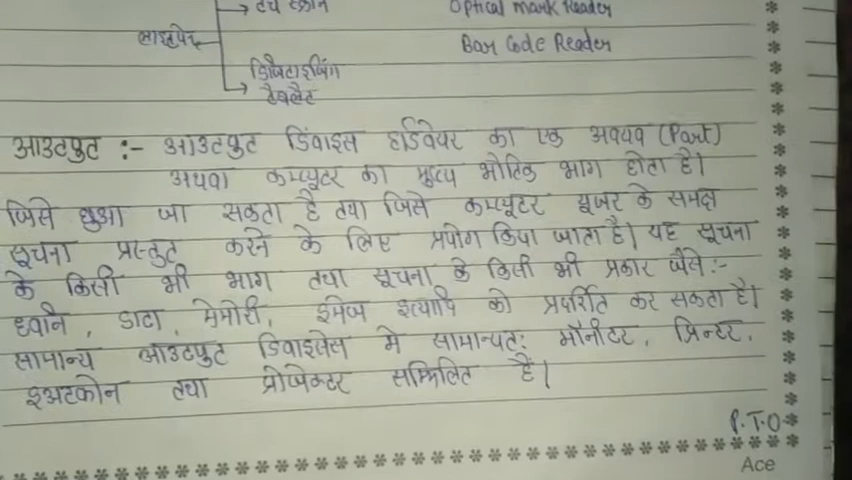 → टच स्क्रीन Optical mark Reader
लाइटपेन Bar Code Reader
डिजिटाइजिंग
→ टैबलेट
आउटपुट :- आउटपुट डिवाइस हार्डवेयर का एक अवयव (Part)
अथवा कम्प्यूटर का मुख्य भौतिक भाग होता है।
जिसे छुआ जा सकता है तथा जिसे कम्प्यूटर यूजर के समक्ष
सूचना प्रस्तुत करने के लिए प्रयोग किया जाता है। यह सूचना
के किसी भी भाग तथा सूचना के किसी भी प्रकार जैसे:-
ध्वनि, डाटा, मेमोरी, इमेज इत्यादि को प्रदर्शित कर सकता है।
सामान्य आउटपुट डिवाइसेस मे सामान्यत: मॉनीटर, प्रिन्टर,
इअरफोन तथा प्रोजेक्टर सम्मिलित हैं।
P.T.O
Ace